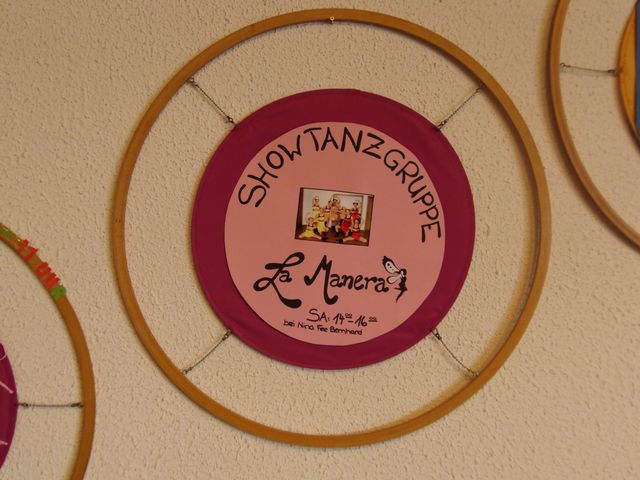 SHOWTANZGRUPPE
La Manera
SA: 14⁰⁰-16⁰⁰
bei Nina Fee Bernhard